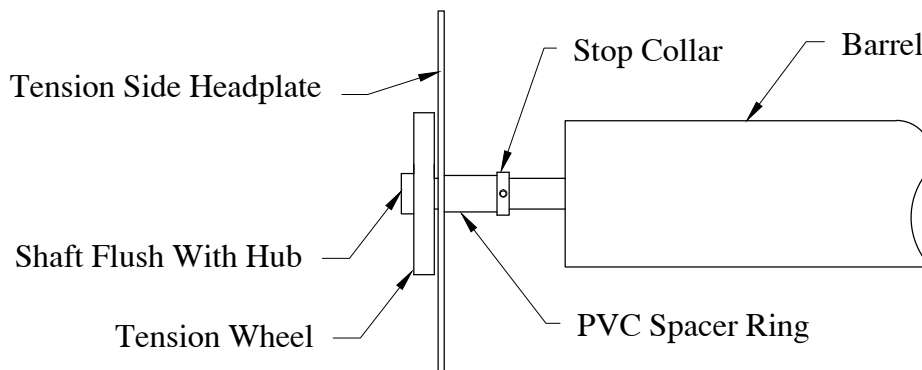 Stop Collar
Barrel
Tension Side Headplate
Shaft Flush With Hub
Tension Wheel
PVC Spacer Ring